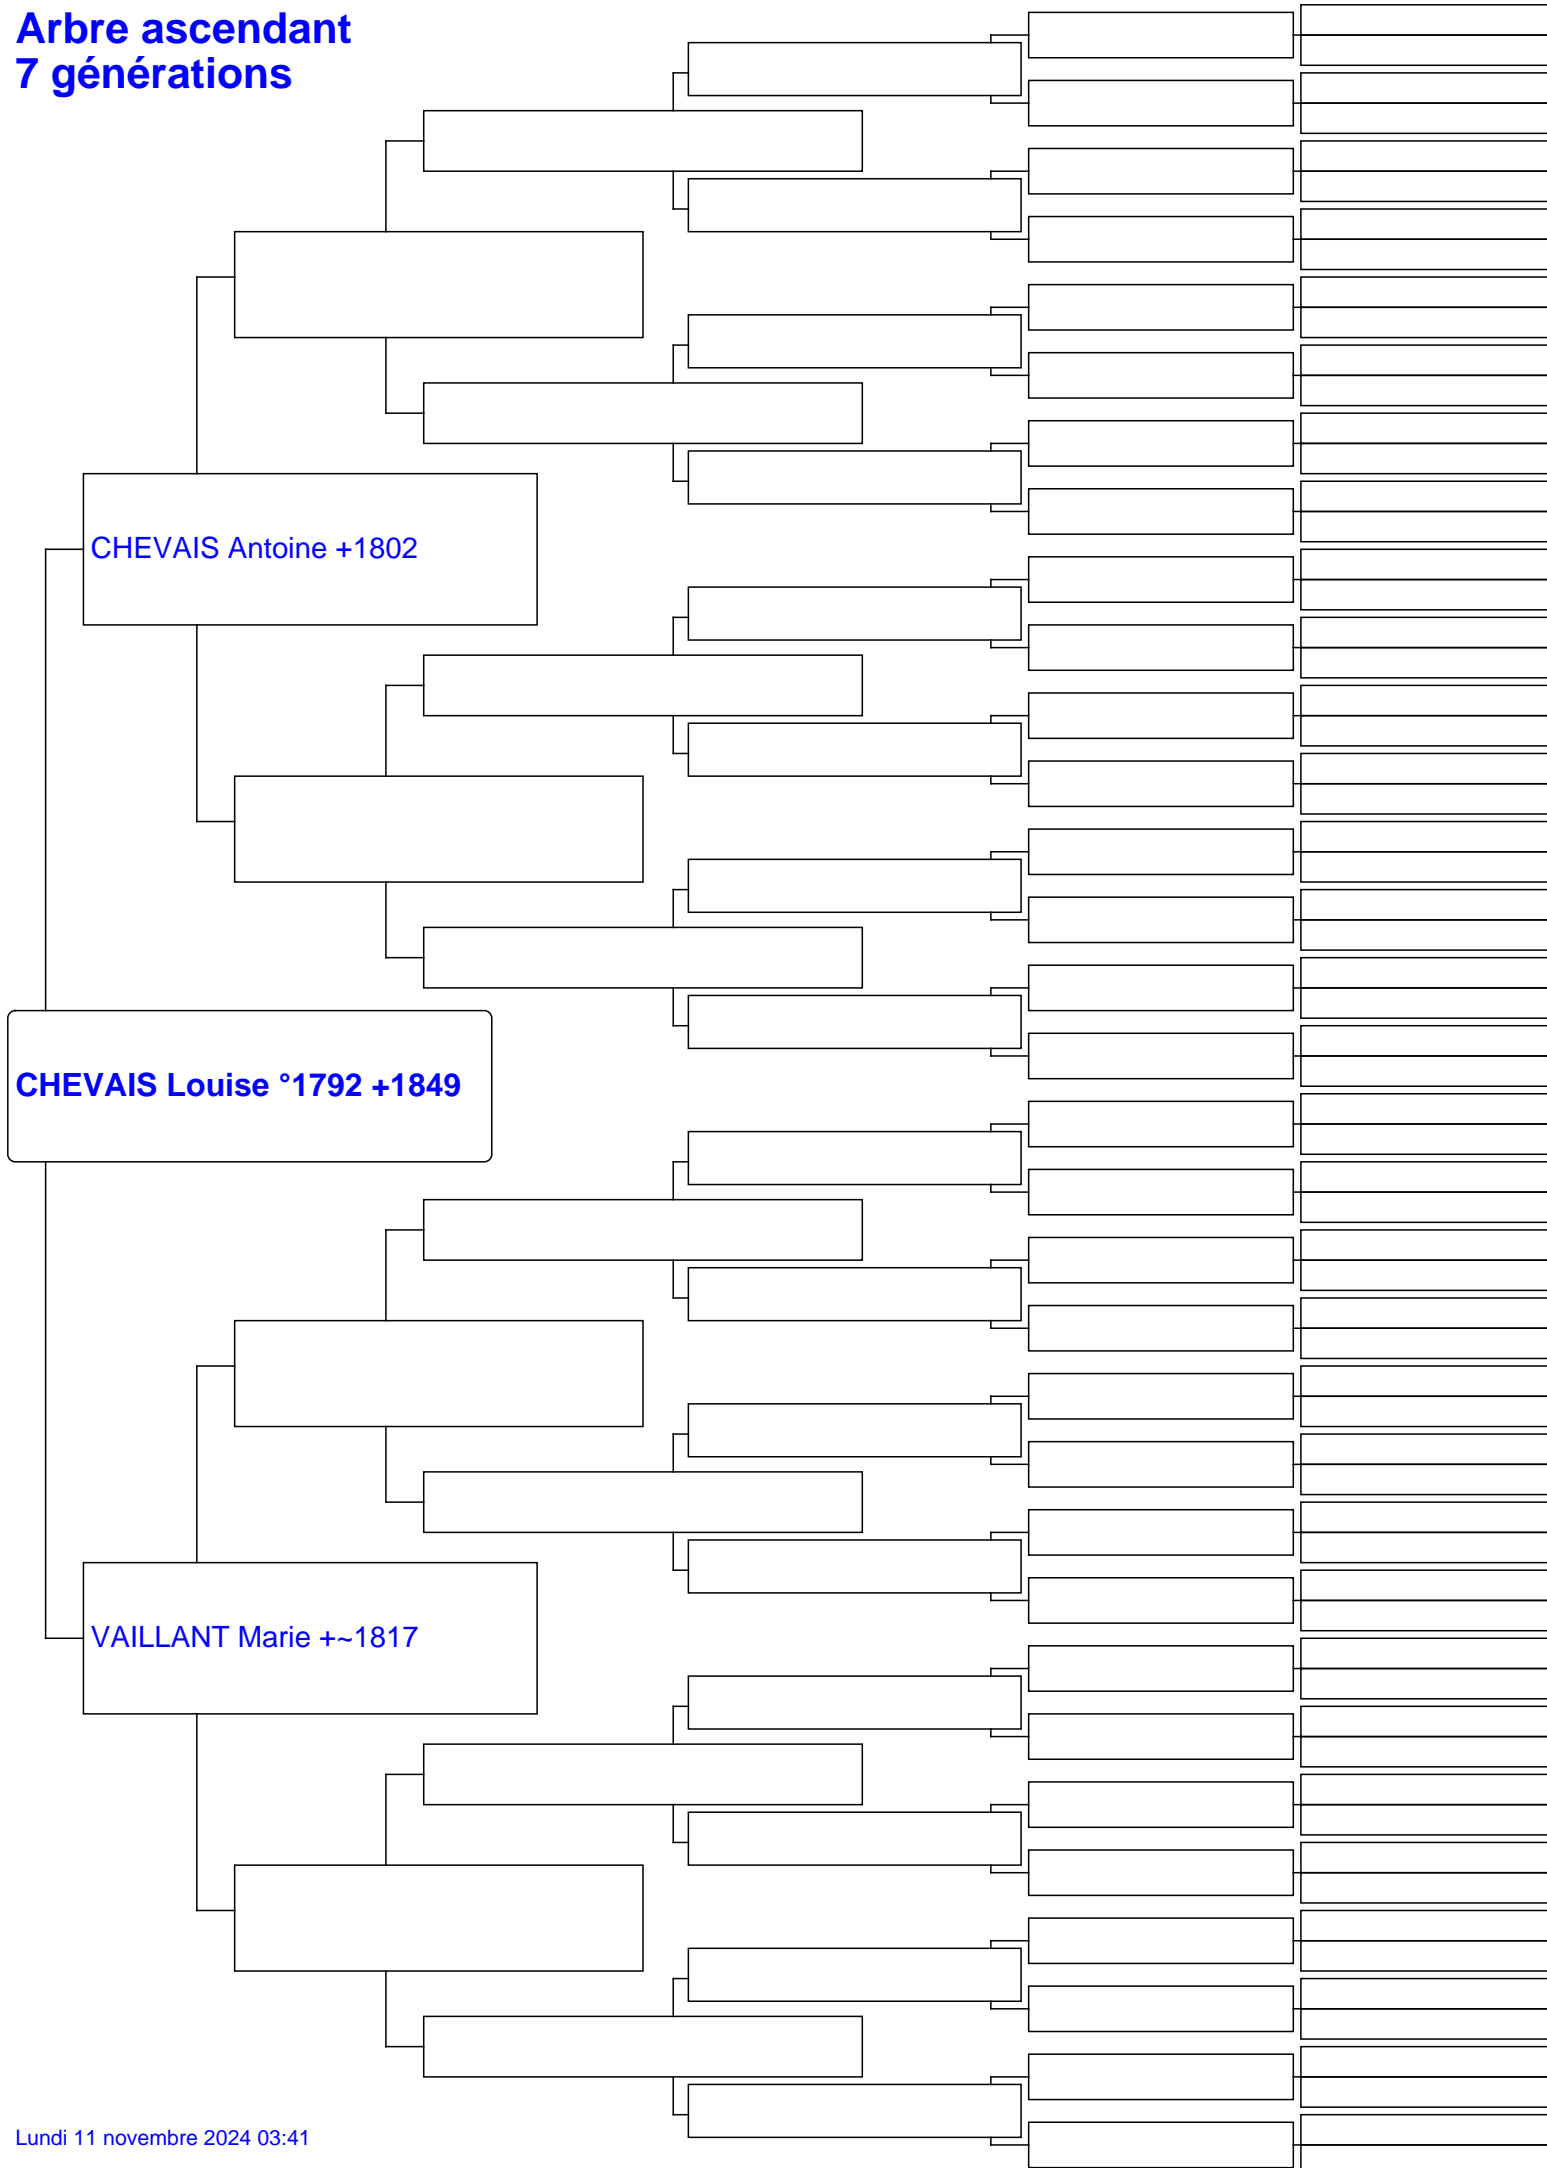 Arbre ascendant
7 générations
CHEVAIS Antoine +1802
CHEVAIS Louise °1792 +1849
VAILLANT Marie +~1817
Lundi 11 novembre 2024 03:41